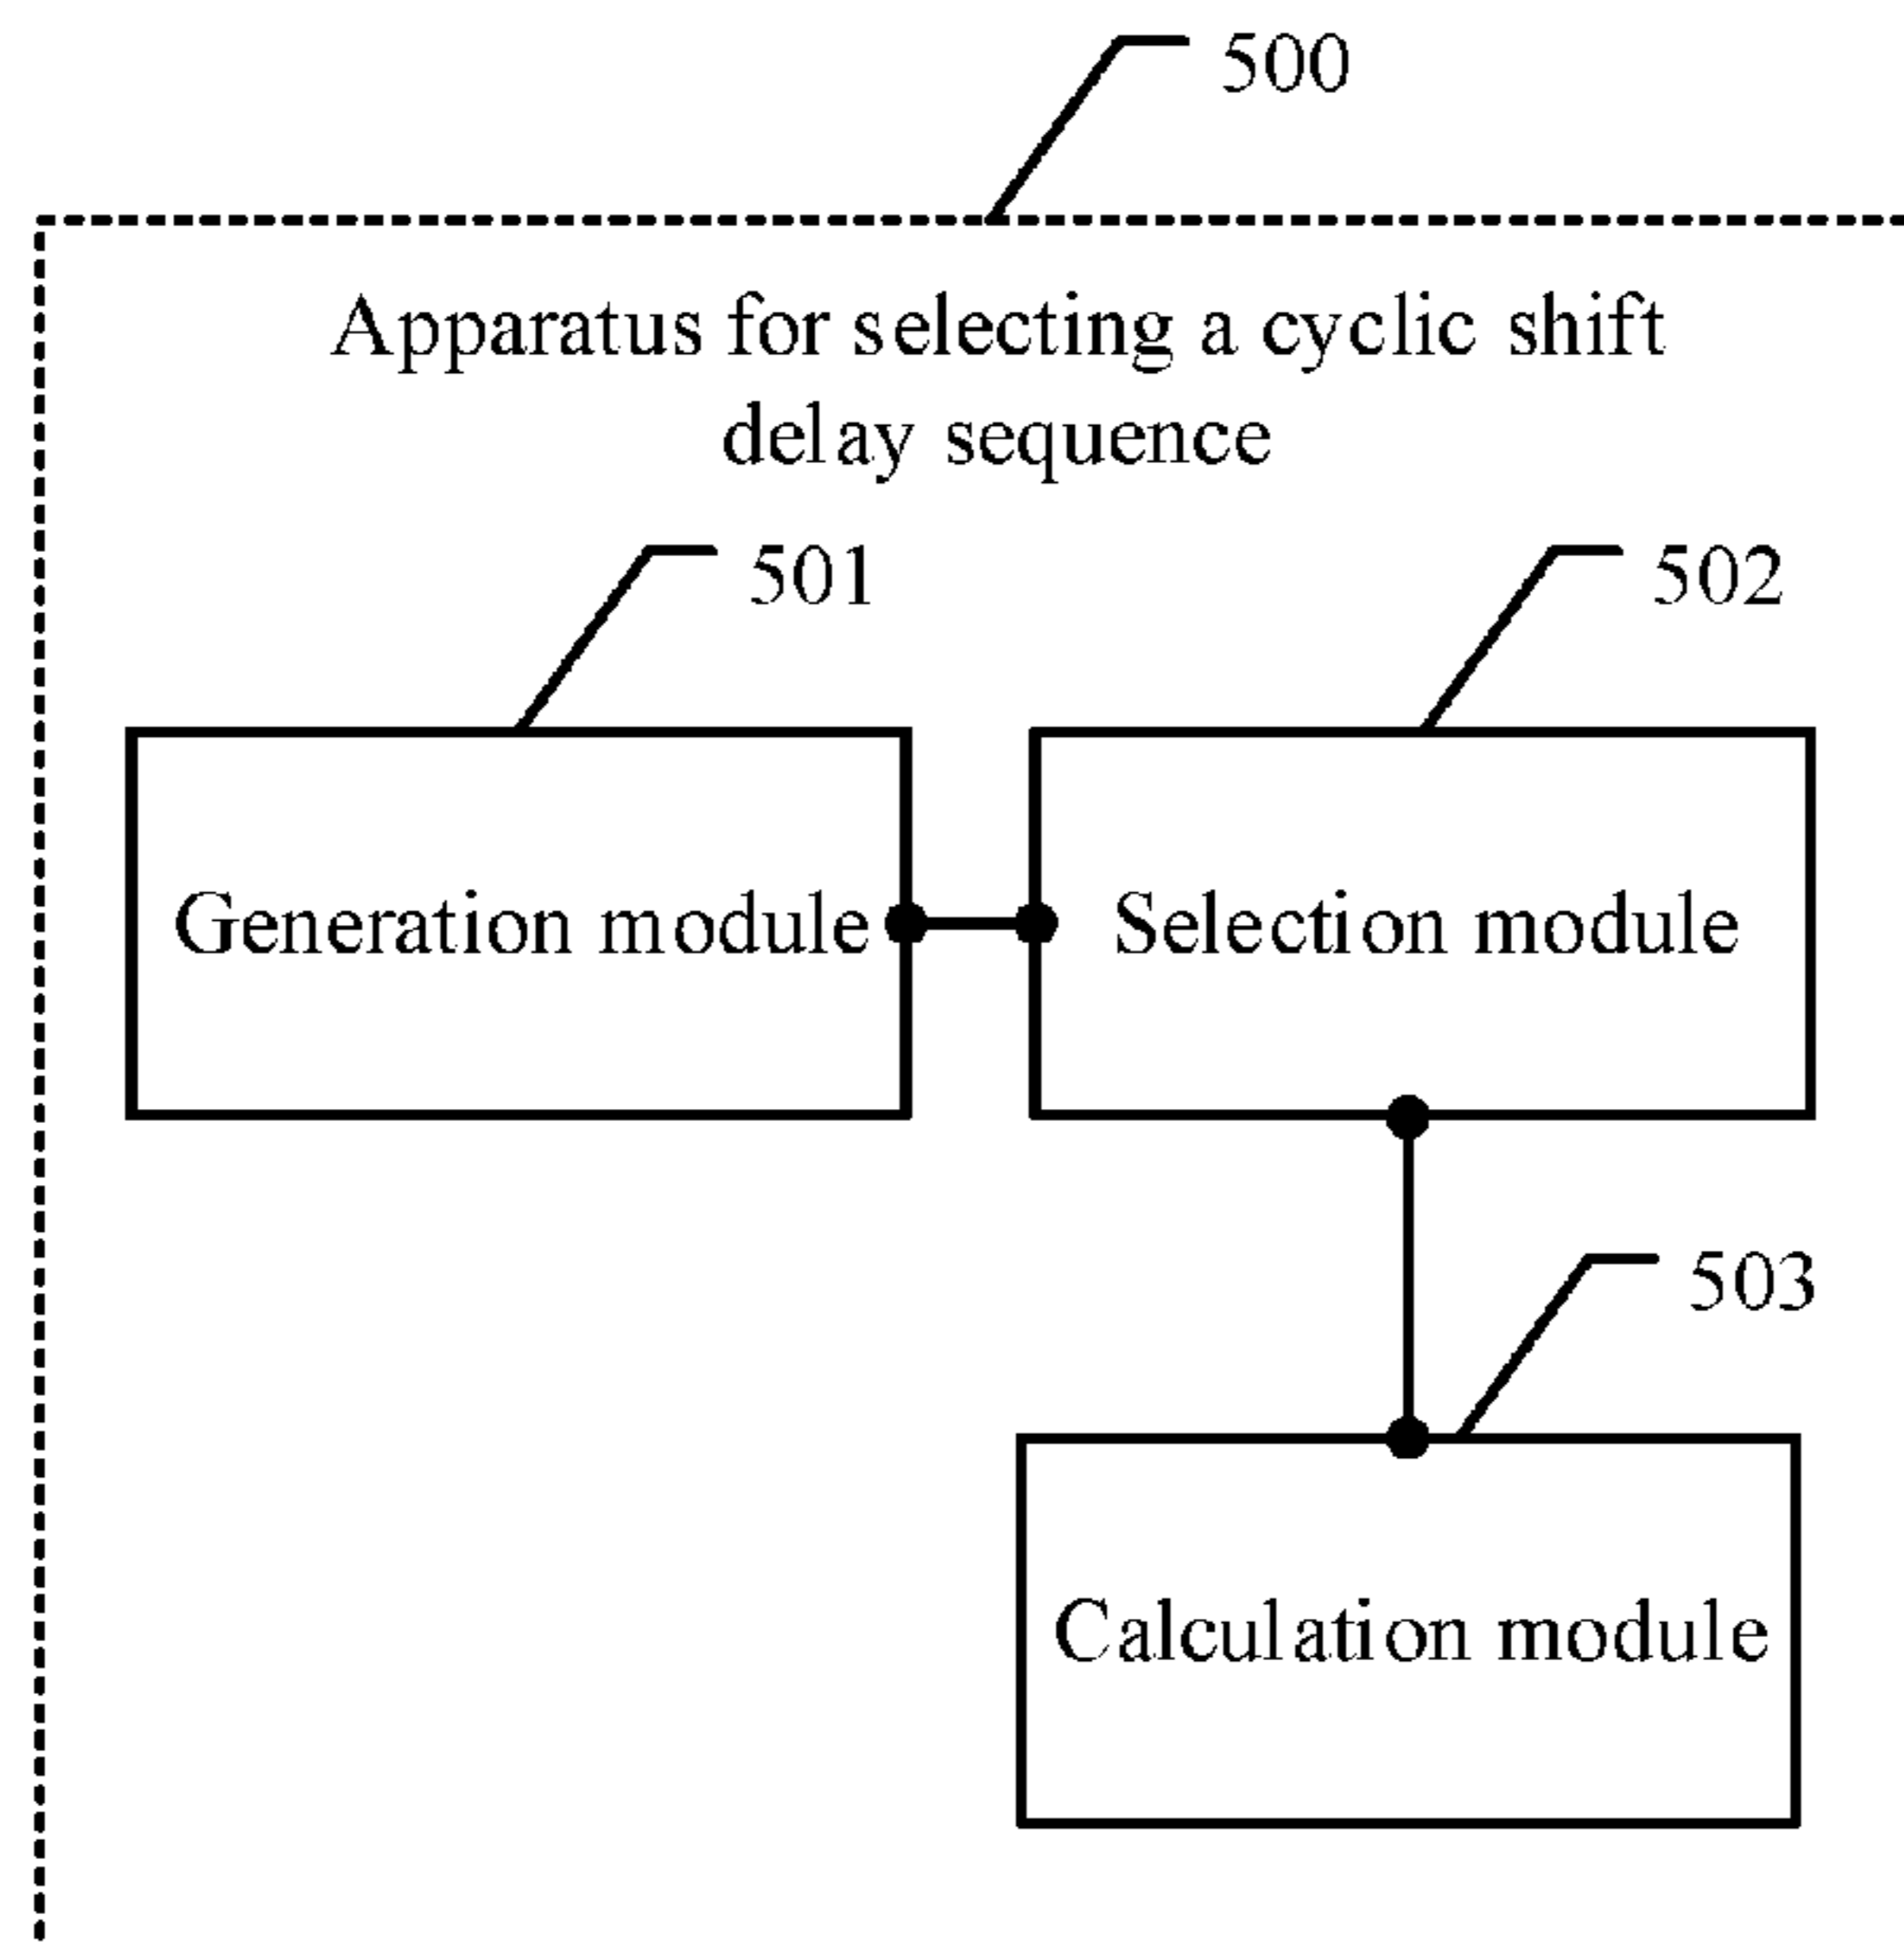 500
Apparatus for selecting a cyclic shift
delay sequence
501
502
Generation module
Selection module
503
Calculation module